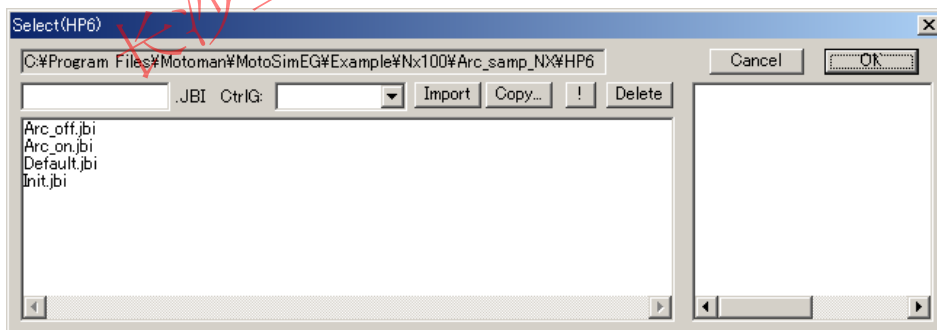 Select(HP6)
C:¥Program Files¥Motoman¥MotoSimEG¥Example¥Nx100¥Arc_samp_NX¥HP6
Cancel
OK
.JBI CtrlG: Import Copy... ! Delete
Arc_off.jbi
Arc_on.jbi
Default.jbi
Init.jbi